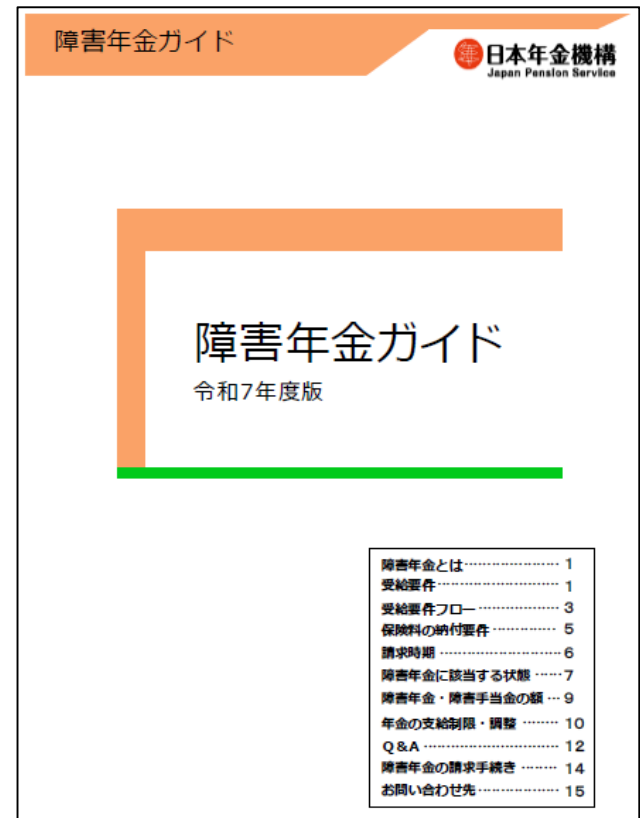 障害年金ガイド
日本年金機構
Japan Pension Service
障害年金ガイド
令和7年度版
障害年金とは…………………… 1
受給要件………………………… 1
受給要件フロー………………… 3
保険料の納付要件…………… 5
請求時期………………………… 6
障害年金に該当する状態……7
障害年金・障害手当金の額… 9
年金の支給制限・調整……… 10
Q&A…………………………… 12
障害年金の請求手続き……… 14
お問い合わせ先……………… 15